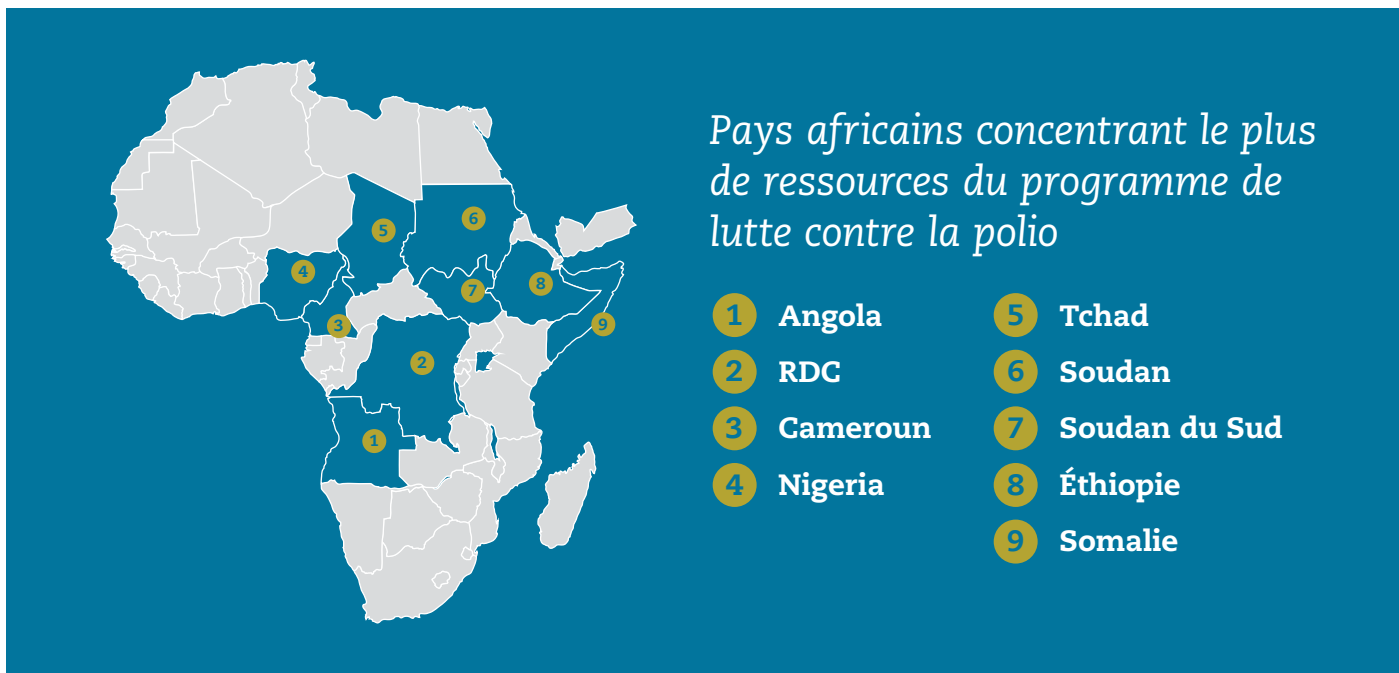 Pays africains concentrant le plus
de ressources du programme de
lutte contre la polio
1 Angola
2 RDC
3 Cameroun
4 Nigeria
5 Tchad
6 Soudan
7 Soudan du Sud
8 Éthiopie
9 Somalie
5
6
4
8
7
9
3
2
1